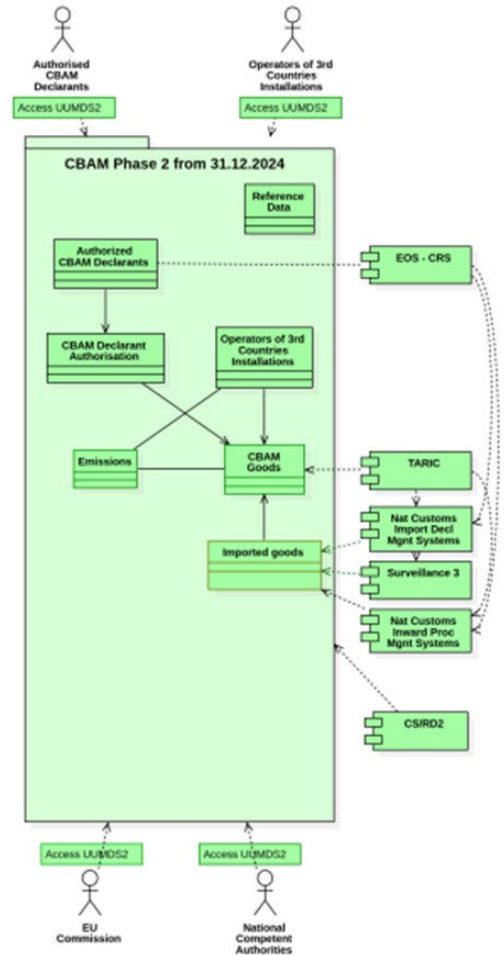 Authorised
CBAM
Declarants
Operators of 3rd
Countries
Installations
Access UUMDS2
Access UUMDS2
CBAM Phase 2 from 31.12.2024
Reference
Data
Authorized
CBAM Declarants
EOS - CRS
CBAM Declarant
Authorisation
Operators of 3rd
Countries
Installations
Emissions
CBAM
Goods
TARIC
Nat Customs
Import Decl
Mgnt Systems
Imported goods
Surveillance 3
Nat Customs
Inward Proc
Mgnt Systems
CS/RD2
Access UUMDS2
Access UUMDS2
EU
Commission
National
Competent
Authorities